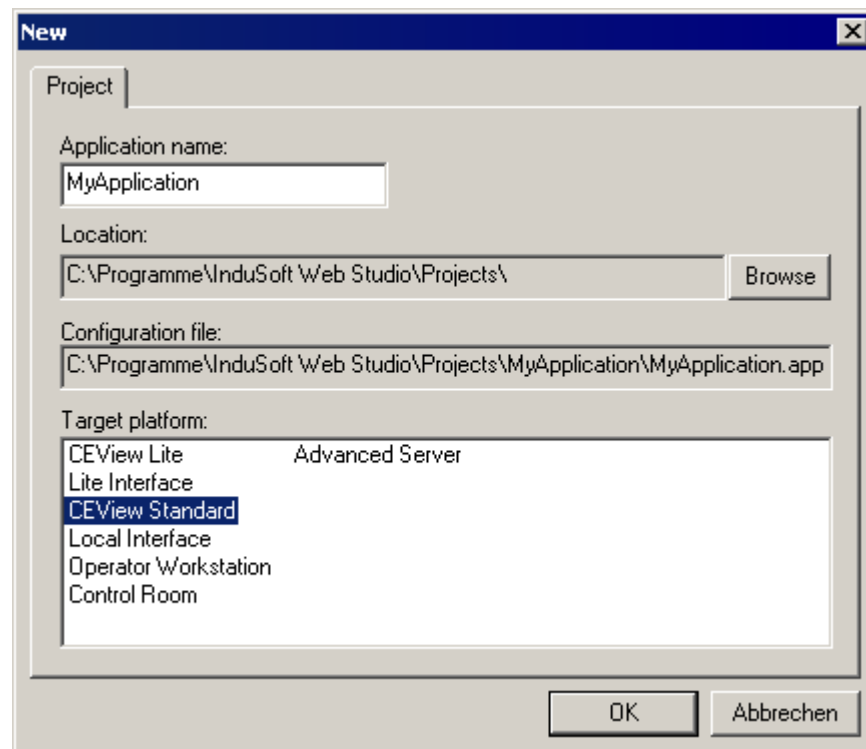 New
Project
Application name:
MyApplication
Location:
C:\Programme\InduSoft Web Studio\Projects\
Browse
Configuration file:
C:\Programme\InduSoft Web Studio\Projects\MyApplication\MyApplication.app
Target platform:
CEView Lite Advanced Server
Lite Interface
CEView Standard
Local Interface
Operator Workstation
Control Room
OK Abbrechen